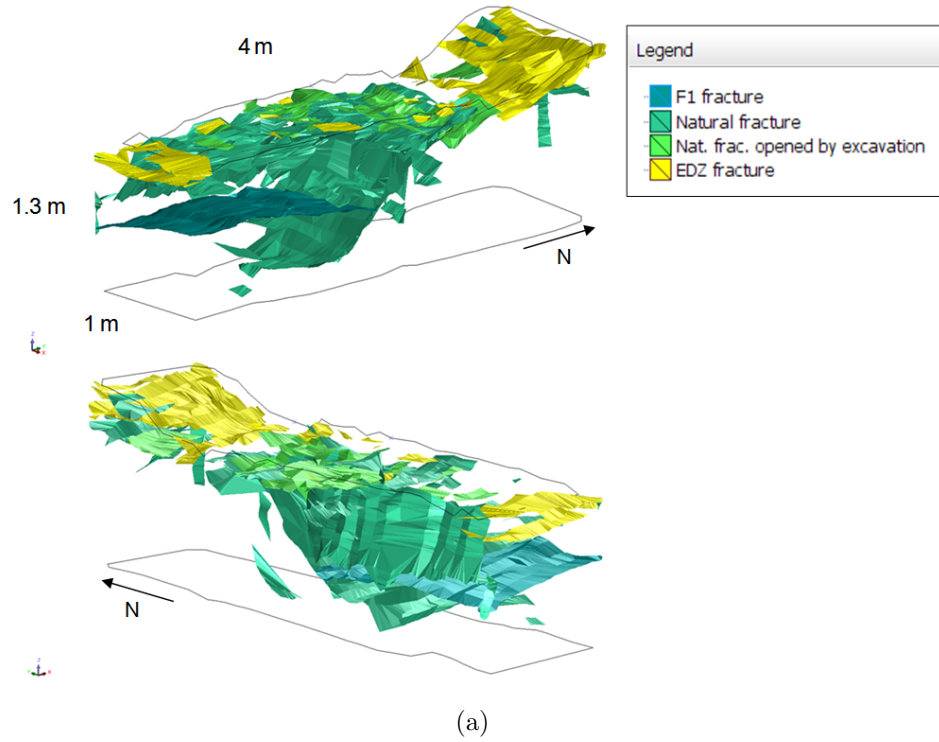 4 m
Legend
F1 fracture
Natural fracture
Nat. frac. opened by excavation
EDZ fracture
1.3 m
N
1 m
N
(a)